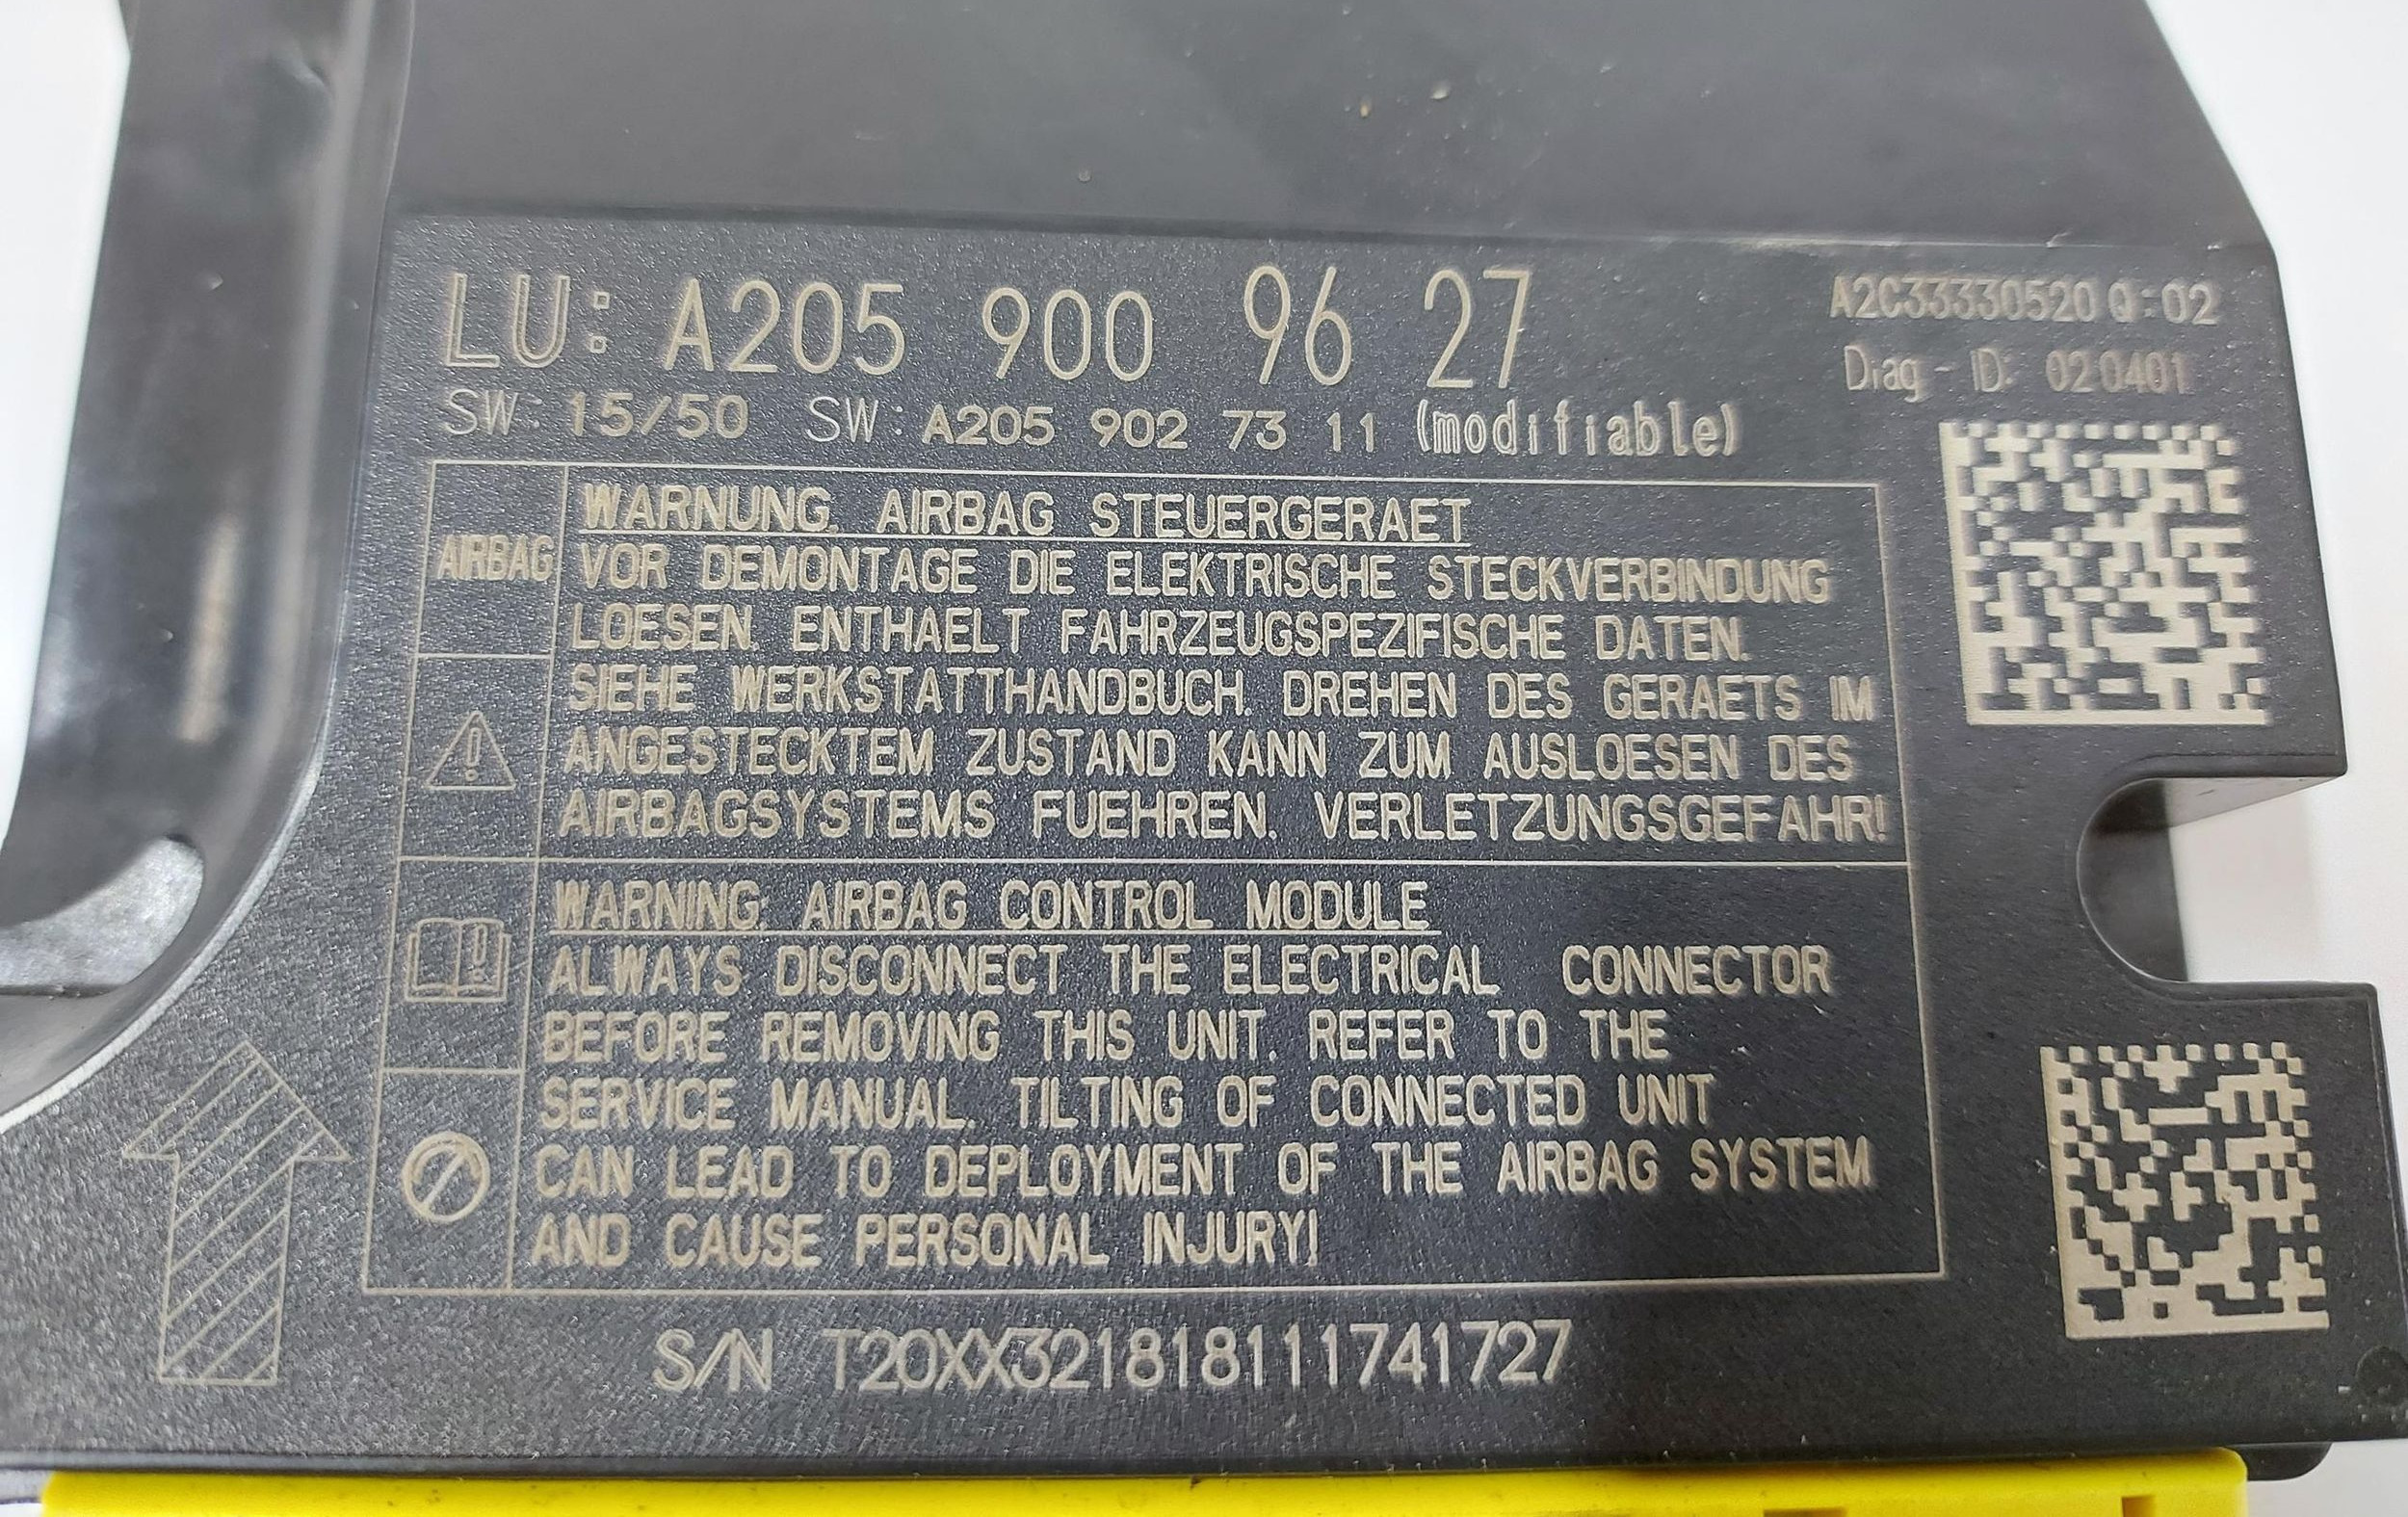 LU: A205 900 96 27
A2C33330520 Q:02
SW: 15/50 SW: A205 902 73 11 (modifiable)
Diag - ID: 020401
AIRBAG
WARNUNG. AIRBAG STEUERGERAET
VOR DEMONTAGE DIE ELEKTRISCHE STECKVERBINDUNG
LOESEN. ENTHAELT FAHRZEUGSPEZIFISCHE DATEN.
SIEHE WERKSTATTHANDBUCH. DREHEN DES GERAETS IM
ANGESTECKTEM ZUSTAND KANN ZUM AUSLOESEN DES
AIRBAGSYSTEMS FUEHREN. VERLETZUNGSGEFAHR!
WARNING: AIRBAG CONTROL MODULE
ALWAYS DISCONNECT THE ELECTRICAL CONNECTOR
BEFORE REMOVING THIS UNIT. REFER TO THE
SERVICE MANUAL. TILTING OF CONNECTED UNIT
CAN LEAD TO DEPLOYMENT OF THE AIRBAG SYSTEM
AND CAUSE PERSONAL INJURY!
S/N T20XX321818111741727